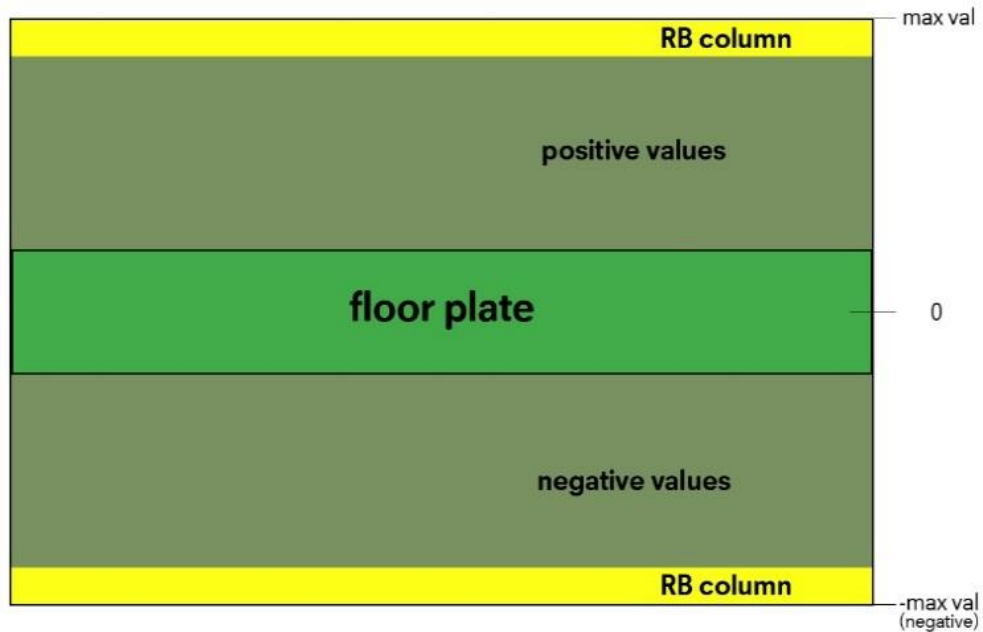 max val
RB column
positive values
floor plate
0
negative values
RB column
-max val
(negative)